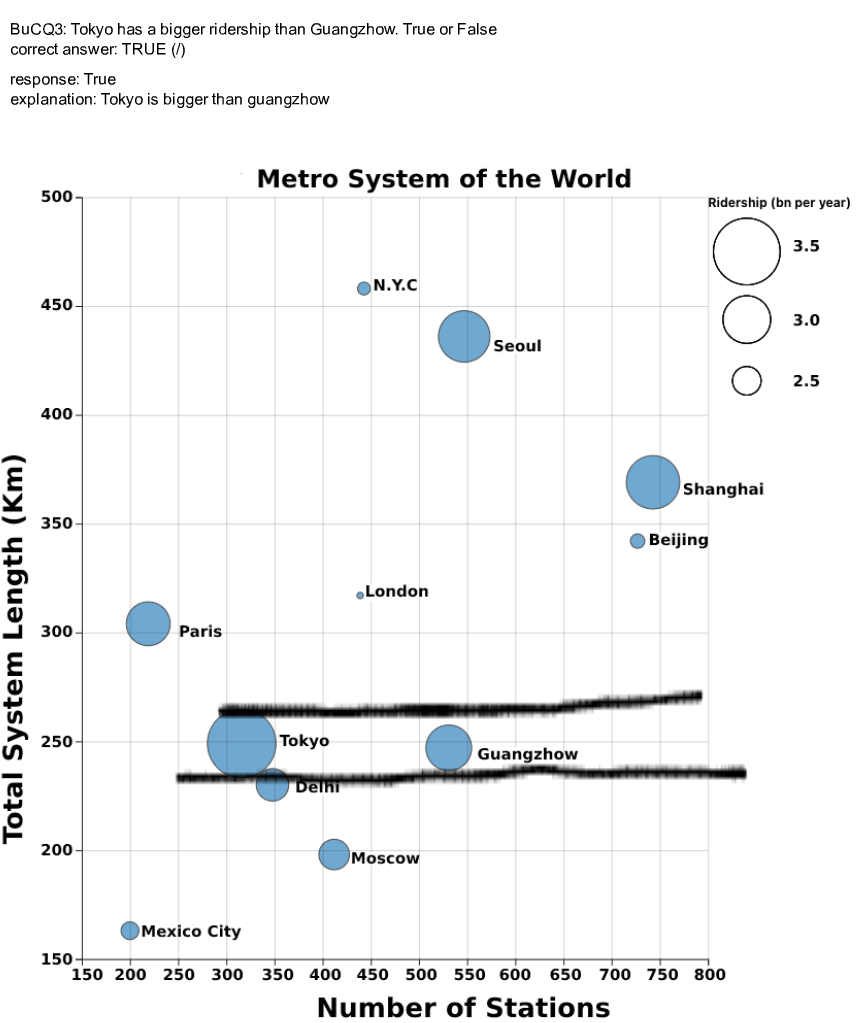 BuCQ3: Tokyo has a bigger ridership than Guangzhow. True or False
correct answer: TRUE (/)
response: True
explanation: Tokyo is bigger than guangzhow
Metro System of the World
Ridership (bn per year)
3.5
3.0
2.5
Total System Length (Km)
500
450
400
350
300
250
200
150
N.Y.C
Seoul
Shanghai
Beijing
London
Paris
Tokyo
Guangzhow
Delhi
Moscow
Mexico City
150 200 250 300 350 400 450 500 550 600 650 700 750 800
Number of Stations